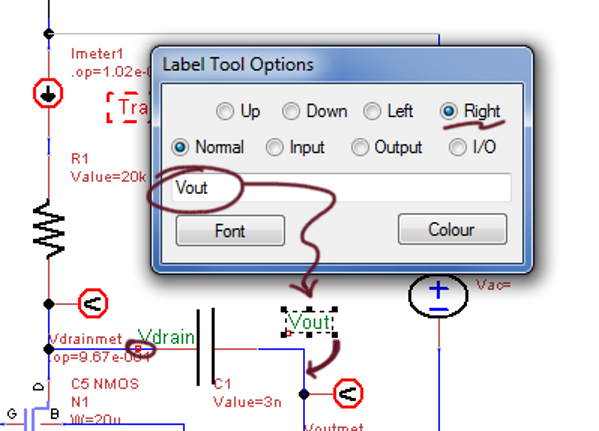 Imeter1
.op=1.02e-0
Tra
Label Tool Options
Up Down Left Right
Normal Input Output I/O
Vout
Font Colour
R1
Value=20k
Vac=
Vdrainmet
Vdrain
Vout
.op=9.67e-0
C5 NMOS
N1
W=20u
D
G
B
C1
Value=3n
A
A
Voutmet